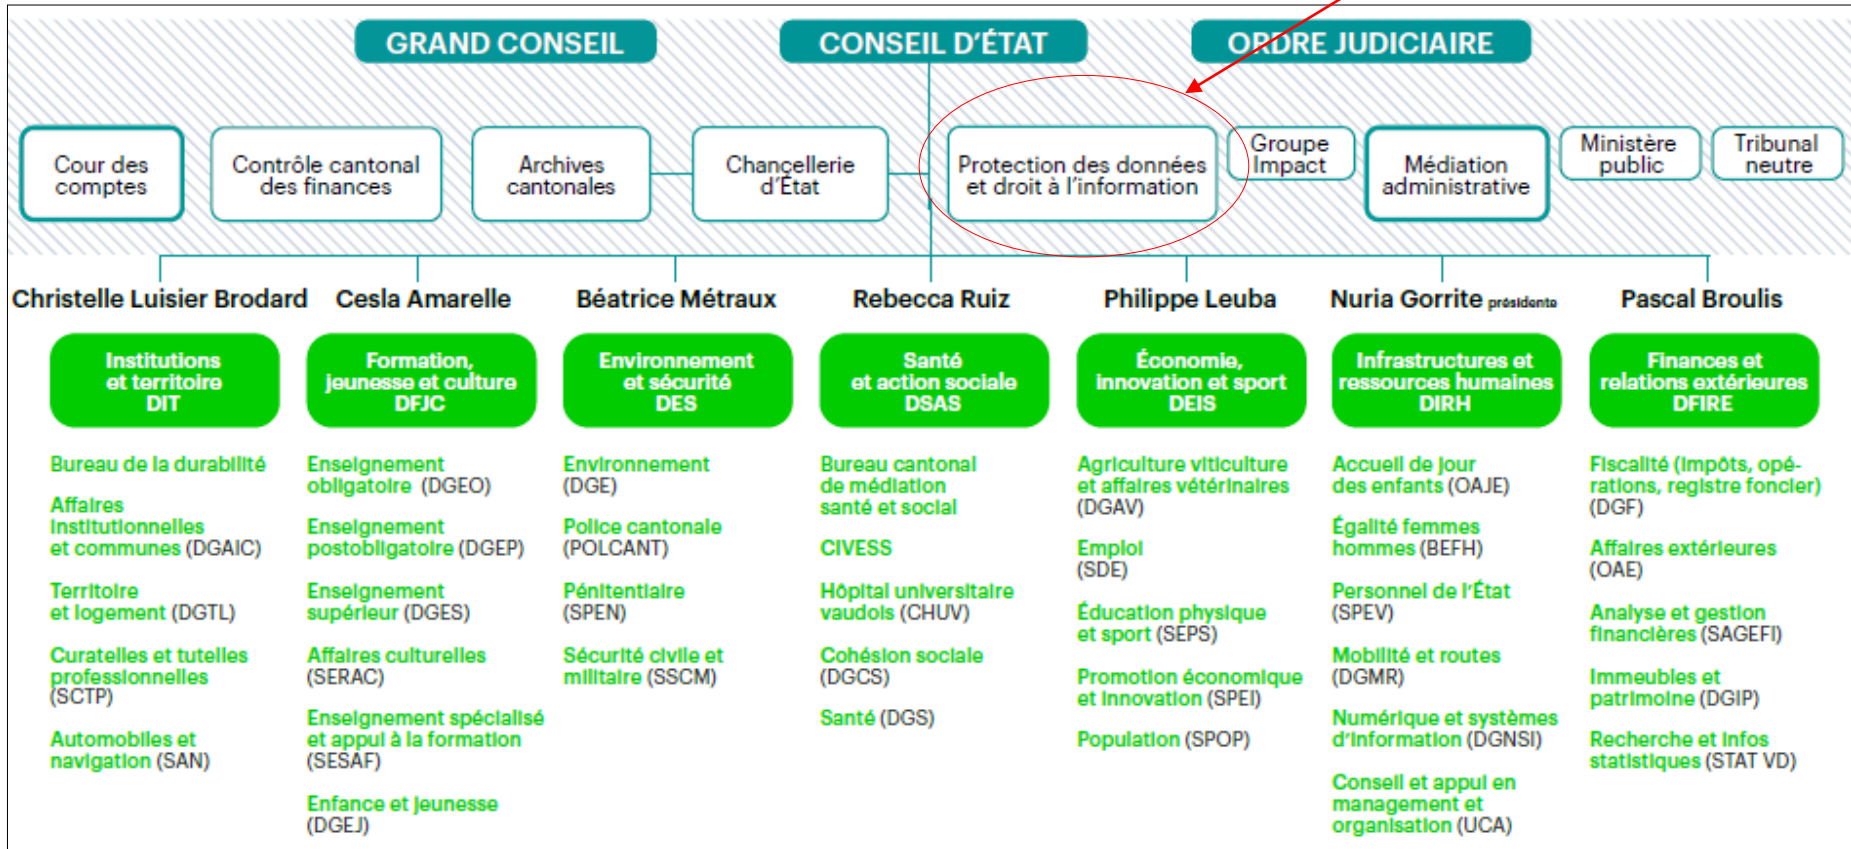 GRAND CONSEIL
CONSEIL D'ÉTAT
ORDRE JUDICIAIRE
Cour des
comptes
Contrôle cantonal
des finances
Archives
cantonales
Chancellerie
d'État
Protection des données
et droit à l'information
Groupe
Impact
Médiation
administrative
Ministère
public
Tribunal
neutre
Christelle Luisier Brodard
Institutions
et territoire
DIT
Bureau de la durabilité
Affaires
institutionnelles
et communes (DGAIC)
Territoire
et logement (DGTL)
Curatelles et tutelles
professionnelles
(SCTP)
Automobiles et
navigation (SAN)
Cesla Amarelle
Formation,
jeunesse et culture
DFJC
Enseignement
obligatoire (DGEO)
Enseignement
postobligatoire (DGEP)
Enseignement
supérieur (DGES)
Affaires culturelles
(SERAC)
Enseignement spécialisé
et appui à la formation
(SESAF)
Enfance et jeunesse
(DGEJ)
Béatrice Métraux
Environnement
et sécurité
DES
Environnement
(DGE)
Police cantonale
(POLCANT)
Pénitentiaire
(SPEN)
Sécurité civile et
militaire (SSCM)
Rebecca Ruiz
Santé
et action sociale
DSAS
Bureau cantonal
de médiation
santé et social
CIVESS
Hôpital universitaire
vaudois (CHUV)
Cohésion sociale
(DGCS)
Santé (DGS)
Philippe Leuba
Économie,
innovation et sport
DEIS
Agriculture viticulture
et affaires vétérinaires
(DGAV)
Emploi
(SDE)
Éducation physique
et sport (SEPS)
Promotion économique
et innovation (SPEI)
Population (SPOP)
Nuria Gorrite présidente
Infrastructures et
ressources humaines
DIRH
Accueil de jour
des enfants (OAJE)
Égalité femmes
hommes (BEFH)
Personnel de l'État
(SPEV)
Mobilité et routes
(DGMR)
Numérique et systèmes
d'information (DGNSI)
Conseil et appui en
management et
organisation (UCA)
Pascal Broulis
Finances et
relations extérieures
DFIRE
Fiscalité (impôts, opé-
rations, registre foncier)
(DGF)
Affaires extérieures
(OAE)
Analyse et gestion
financières (SAGEFI)
Immeubles et
patrimoine (DGIP)
Recherche et infos
statistiques (STAT VD)